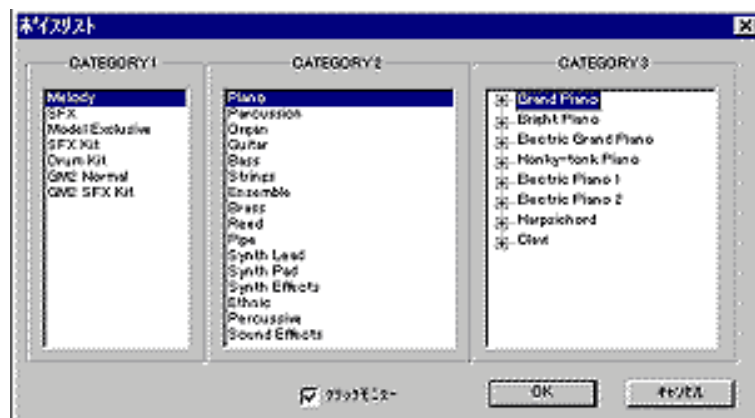 ボイスリスト
CATEGORY1
Melody
SFX
Model Exclusive
SFX Kit
Drum Kit
GM2 Normal
GM2 SFX Kit
CATEGORY2
Piano
Percussion
Organ
Guitar
Bass
Strings
Ensemble
Brass
Reed
Pipe
Synth Lead
Synth Pad
Synth Effects
Ethnic
Percussive
Sound Effects
CATEGORY3
Grand Piano
Bright Piano
Electric Grand Piano
Honky-tonk Piano
Electric Piano 1
Electric Piano 2
Harpsichord
Clavi
クリックモニター
OK
キャンセル